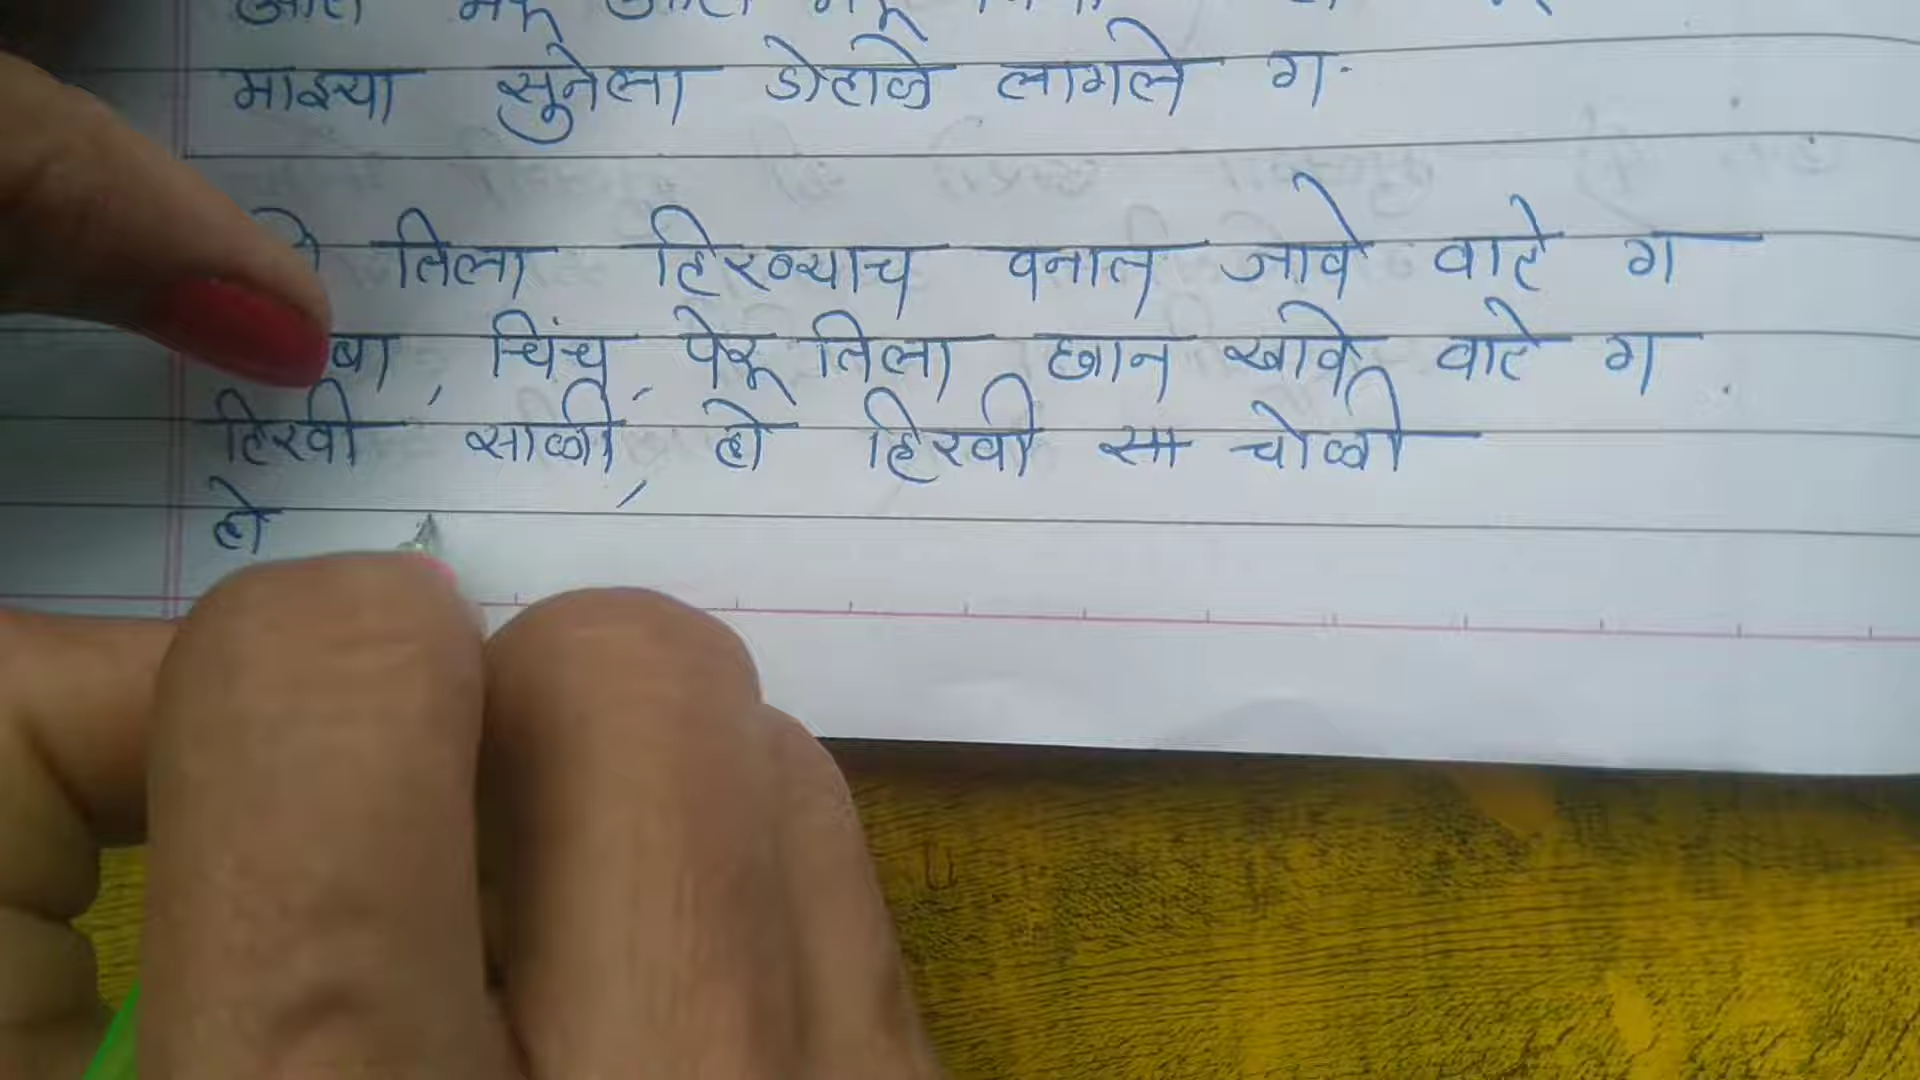 माझ्या सुनेला डोहाळे लागले ग.
तिला हिरव्याच वनात जावे वाटे ग
चिंच, पेरू तिला छान खावे वाटे ग
हिरवी साळी, हो हिरवी सा चोळी
हो